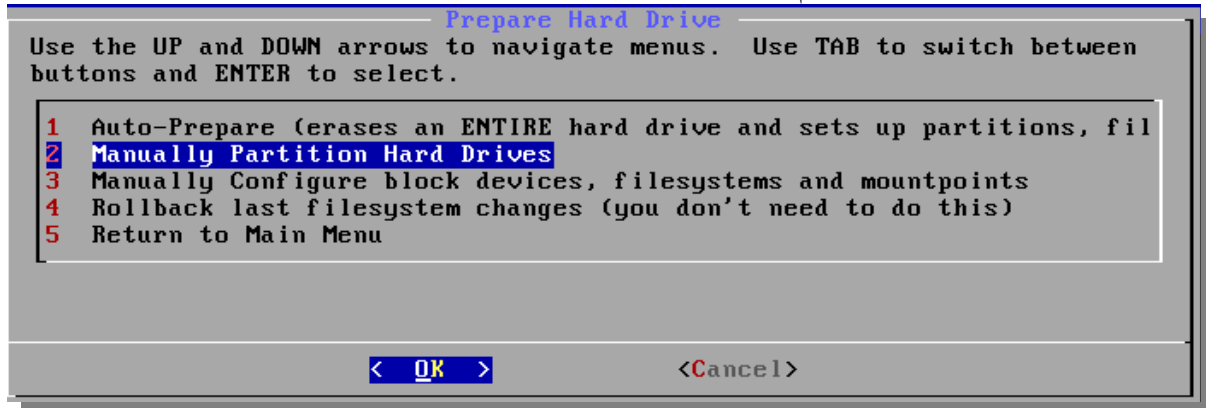 Prepare Hard Drive
Use the UP and DOWN arrows to navigate menus.  Use TAB to switch between
buttons and ENTER to select.
1  Auto-Prepare (erases an ENTIRE hard drive and sets up partitions, fil
2  Manually Partition Hard Drives
3  Manually Configure block devices, filesystems and mountpoints
4  Rollback last filesystem changes (you don't need to do this)
5  Return to Main Menu
<  OK  >  <Cancel>